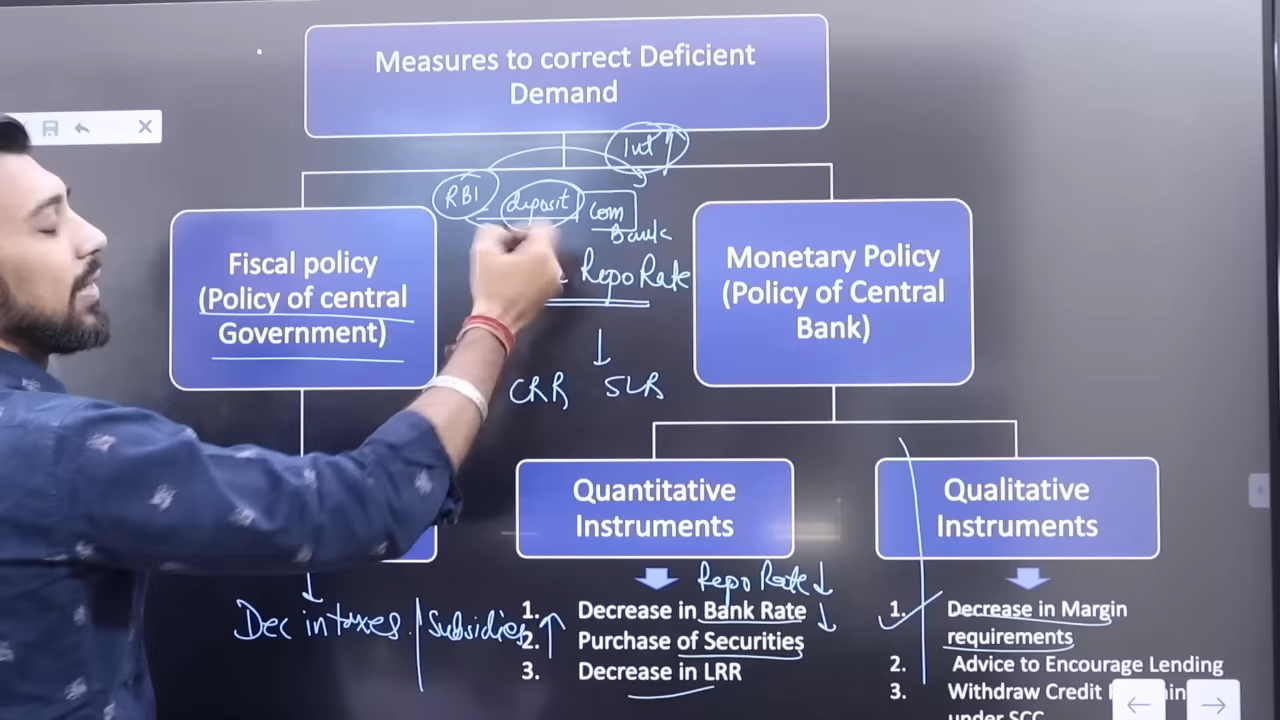 Measures to correct Deficient
Demand
Int ↑
RBI deposit com
Bank
Repo Rate
↓
CRR SLR
Fiscal policy
(Policy of central
Government)
Monetary Policy
(Policy of Central
Bank)
Quantitative
Instruments
Qualitative
Instruments
Dec in taxes. Subsidies ↑
Repo Rate ↓
1. Decrease in Bank Rate ↓
2. Purchase of Securities
3. Decrease in LRR
1. Decrease in Margin
requirements
2. Advice to Encourage Lending
3. Withdraw Credit
under SCC